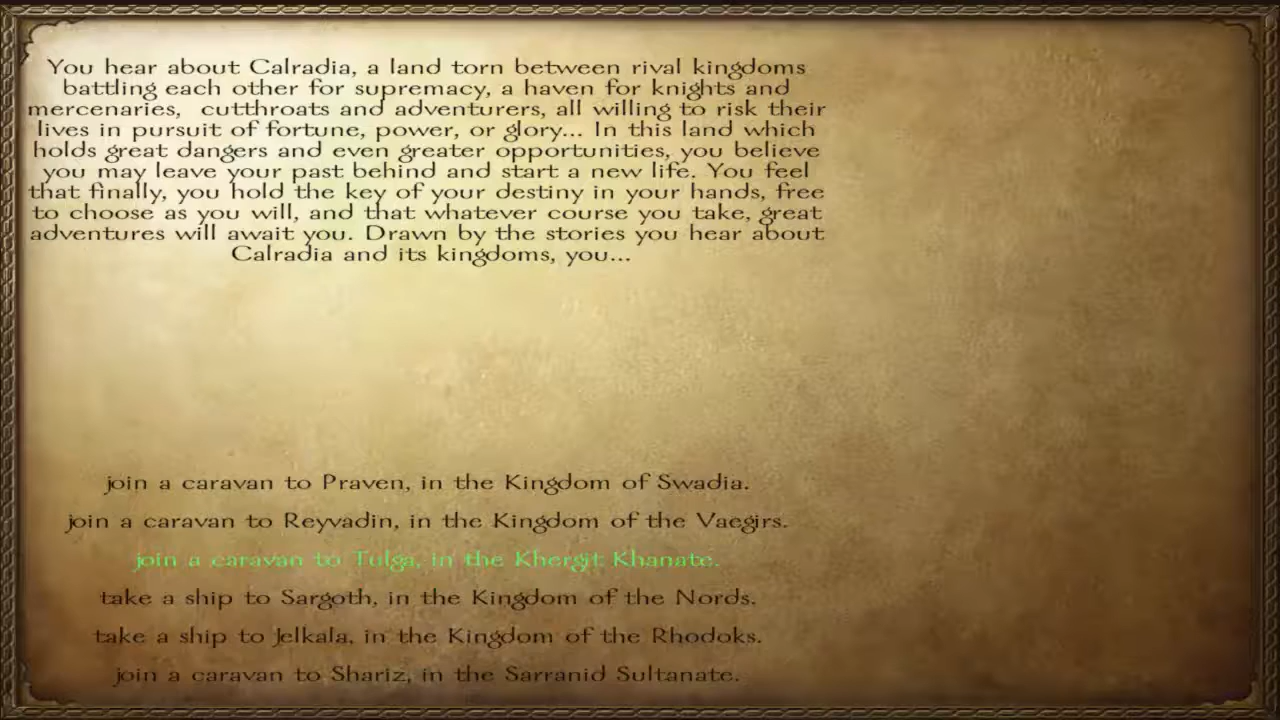 You hear about Calradia, a land torn between rival kingdoms
battling each other for supremacy, a haven for knights and
mercenaries,  cutthroats and adventurers, all willing to risk their
lives in pursuit of fortune, power, or glory... In this land which
holds great dangers and even greater opportunities, you believe
you may leave your past behind and start a new life. You feel
that finally, you hold the key of your destiny in your hands, free
to choose as you will, and that whatever course you take, great
adventures will await you. Drawn by the stories you hear about
Calradia and its kingdoms, you...
join a caravan to Praven, in the Kingdom of Swadia.
join a caravan to Reyvadin, in the Kingdom of the Vaegirs.
join a caravan to Tulga, in the Khergit Khanate.
take a ship to Sargoth, in the Kingdom of the Nords.
take a ship to Jelkala, in the Kingdom of the Rhodoks.
join a caravan to Shariz, in the Sarranid Sultanate.